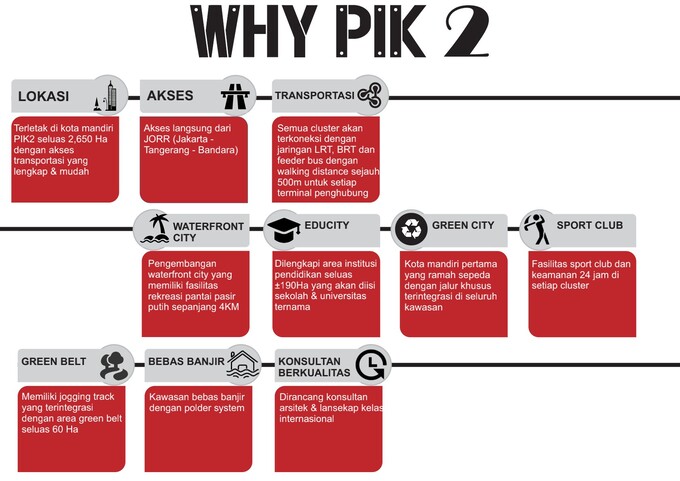 WHY PIK 2
LOKASI
Terletak di kota mandiri
PIK2 seluas 2,650 Ha
dengan akses
transportasi yang
lengkap & mudah
AKSES
Akses langsung dari
JORR (Jakarta -
Tangerang - Bandara)
TRANSPORTASI
Semua cluster akan
terkoneksi dengan
jaringan LRT, BRT dan
feeder bus dengan
walking distance sejauh
500m untuk setiap
terminal penghubung
WATERFRONT
CITY
Pengembangan
waterfront city yang
memiliki fasilitas
rekreasi pantai pasir
putih sepanjang 4KM
EDUCITY
Dilengkapi area institusi
pendidikan seluas
±190Ha yang akan diisi
sekolah & universitas
ternama
GREEN CITY
Kota mandiri pertama
yang ramah sepeda
dengan jalur khusus
terintegrasi di seluruh
kawasan
SPORT CLUB
Fasilitas sport club dan
keamanan 24 jam di
setiap cluster
GREEN BELT
Memiliki jogging track
yang terintegrasi
dengan area green belt
seluas 60 Ha
BEBAS BANJIR
Kawasan bebas banjir
dengan polder system
KONSULTAN
BERKUALITAS
Dirancang konsultan
arsitek & lansekap kelas
internasional